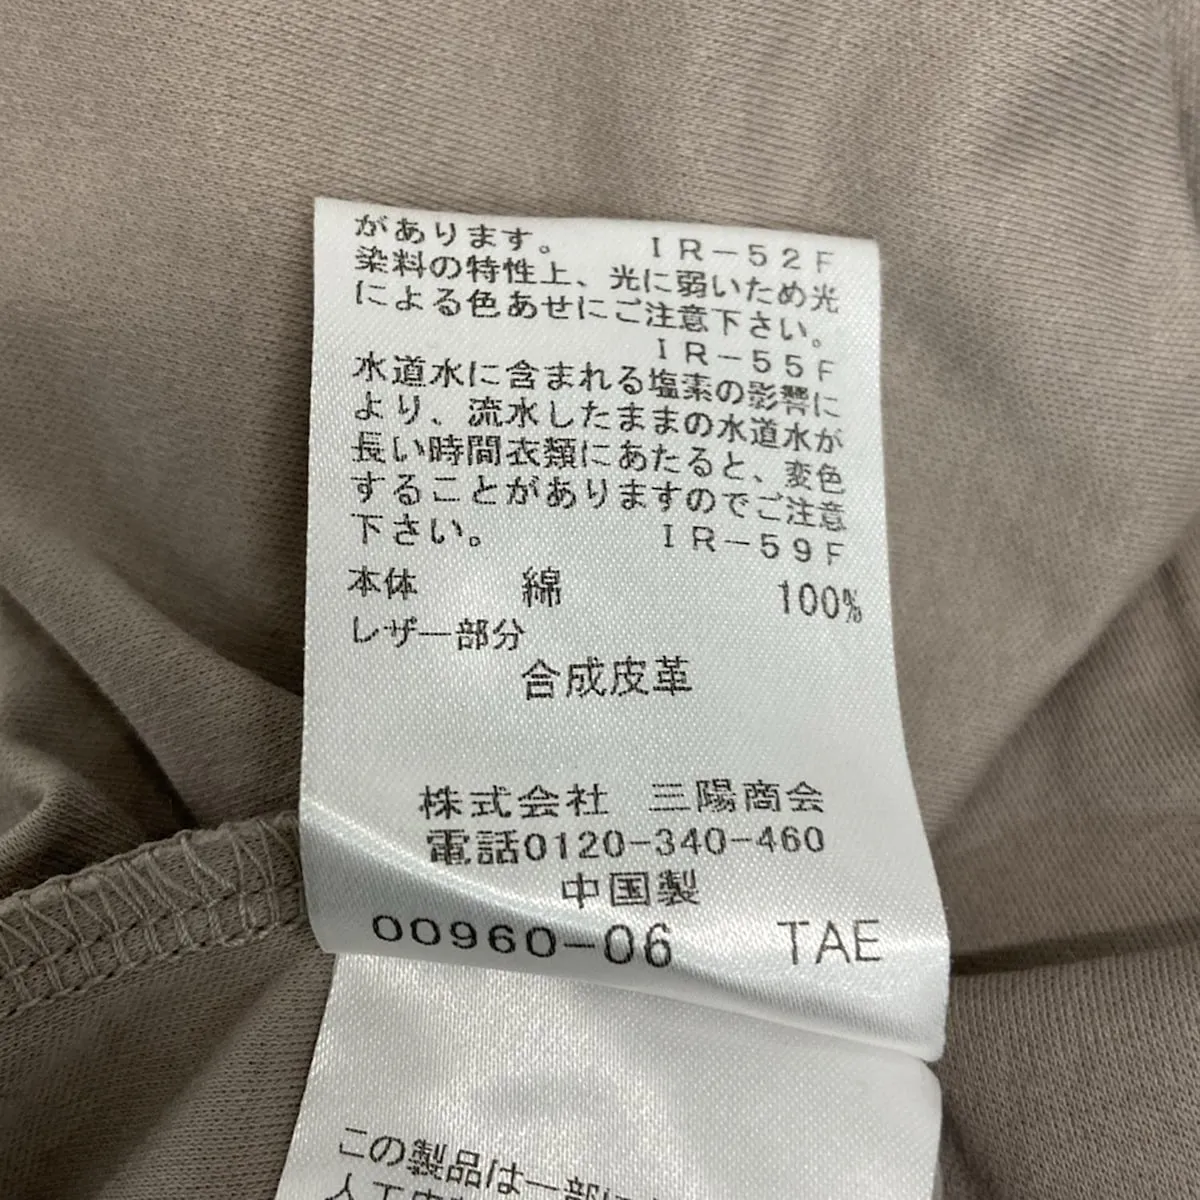 があります。 IR-52F
染料の特性上、光に弱いため光
による色あせにご注意下さい。
IR-55F
水道水に含まれる塩素の影響に
より、流水したままの水道水が
長い時間衣類にあたると、変色
することがありますのでご注意
下さい。 IR-59F
本体 綿 100%
レザー部分
合成皮革
株式会社 三陽商会
電話0120-340-460
中国製
00960-06 TAE
この製品は一部に
人工皮